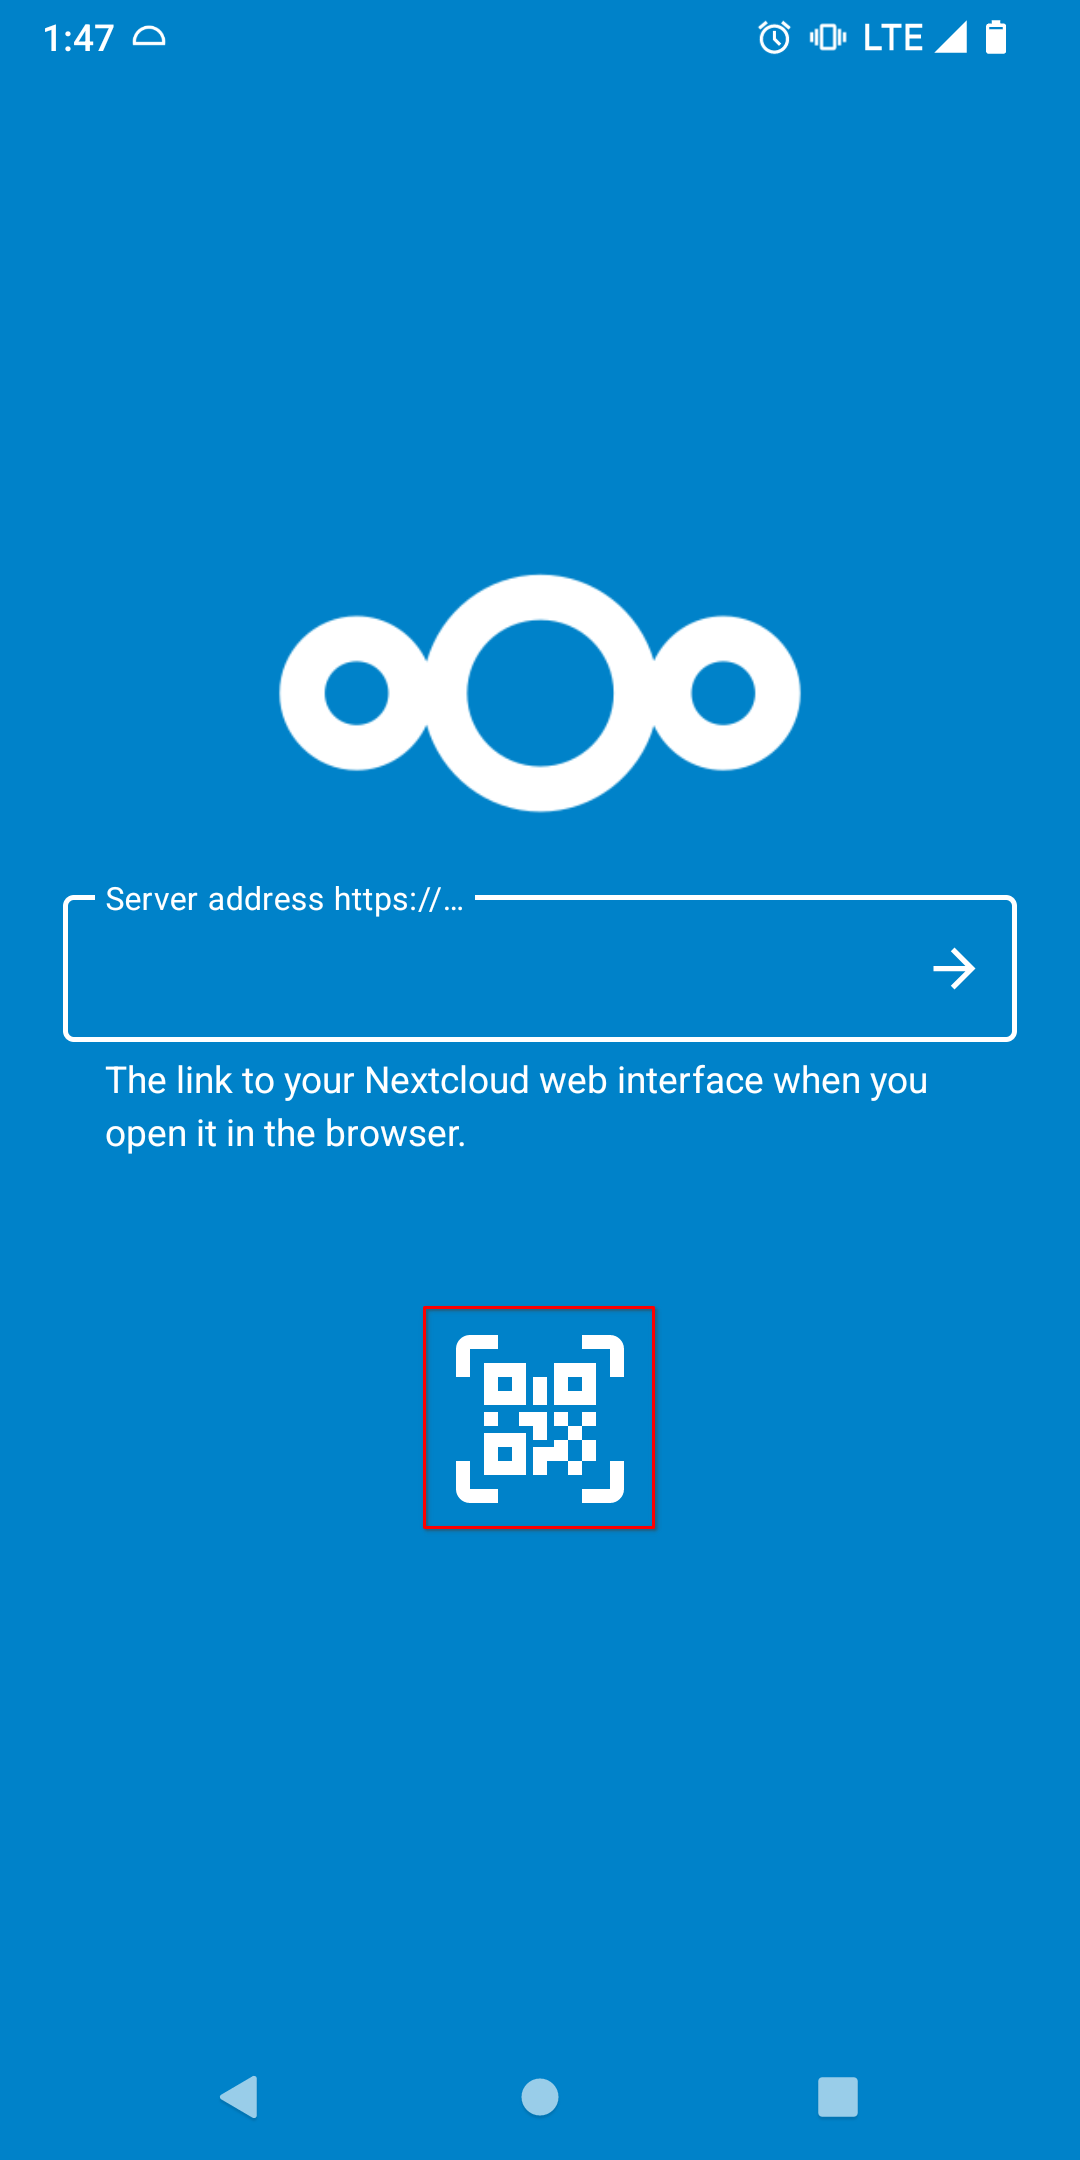 1:47
LTE
Server address https://…
The link to your Nextcloud web interface when you
open it in the browser.